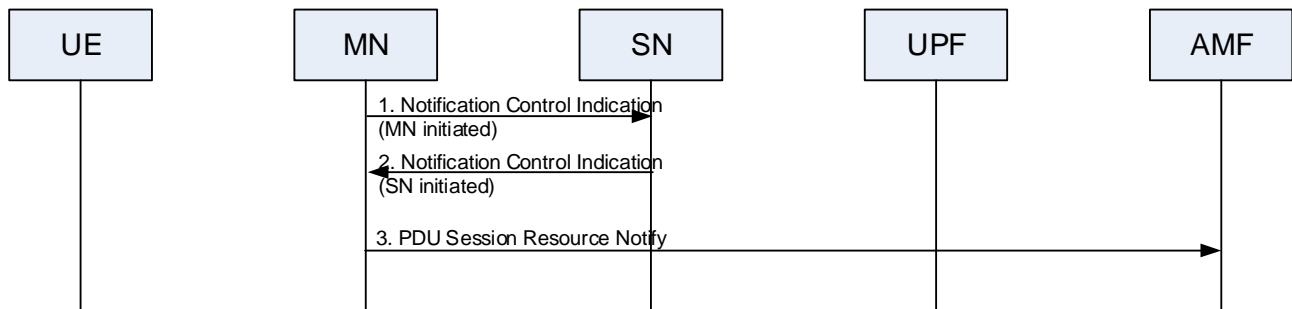 UE
MN
SN
UPF
AMF
1. Notification Control Indication
(MN initiated)
2. Notification Control Indication
(SN initiated)
3. PDU Session Resource Notify